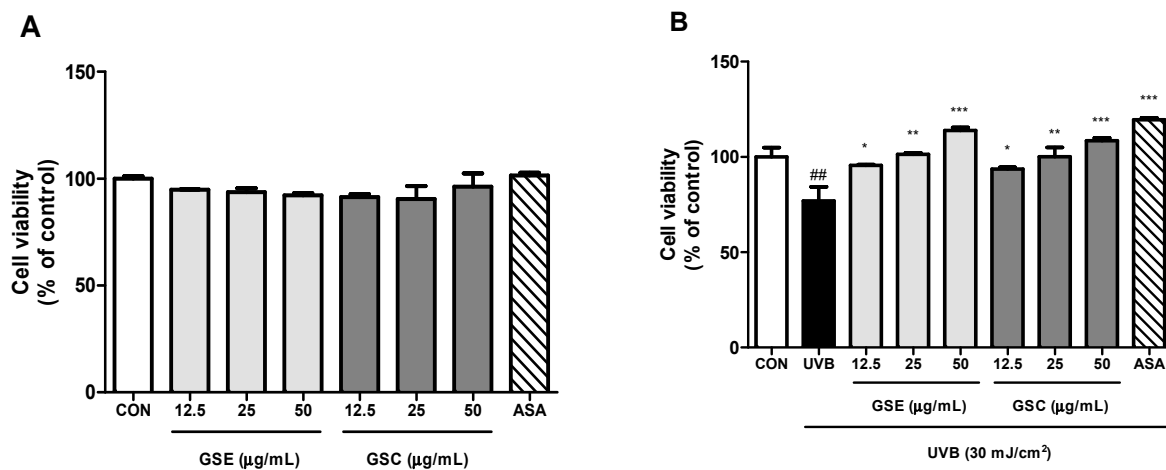 A
Cell viability
(% of control)
150
100
50
0
CON 12.5 25 50 12.5 25 50 ASA
GSE (μg/mL) GSC (μg/mL)
B
Cell viability
(% of control)
150
100
50
0
##
* ** *** * ** *** ***
CON UVB 12.5 25 50 12.5 25 50 ASA
GSE (μg/mL) GSC (μg/mL)
UVB (30 mJ/cm²)